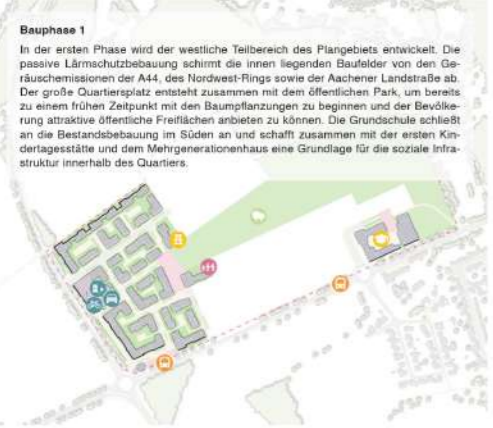 Bauphase 1
In der ersten Phase wird der westliche Teilbereich des Plangebiets entwickelt. Die
passive Lärmschutzbebauung schirmt die innen liegenden Baufelder von den Ge-
räuschemissionen der A44, des Nordwest-Rings sowie der Aachener Landstraße ab.
Der große Quartiersplatz entsteht zusammen mit dem öffentlichen Park, um bereits
zu einem frühen Zeitpunkt mit den Baumpflanzungen zu beginnen und der Bevölke-
rung attraktive öffentliche Freiflächen anbieten zu können. Die Grundschule schließt
an die Bestandsbebauung im Süden an und schafft zusammen mit der ersten Kin-
dertagesstätte und dem Mehrgenerationenhaus eine Grundlage für die soziale Infra-
struktur innerhalb des Quartiers.